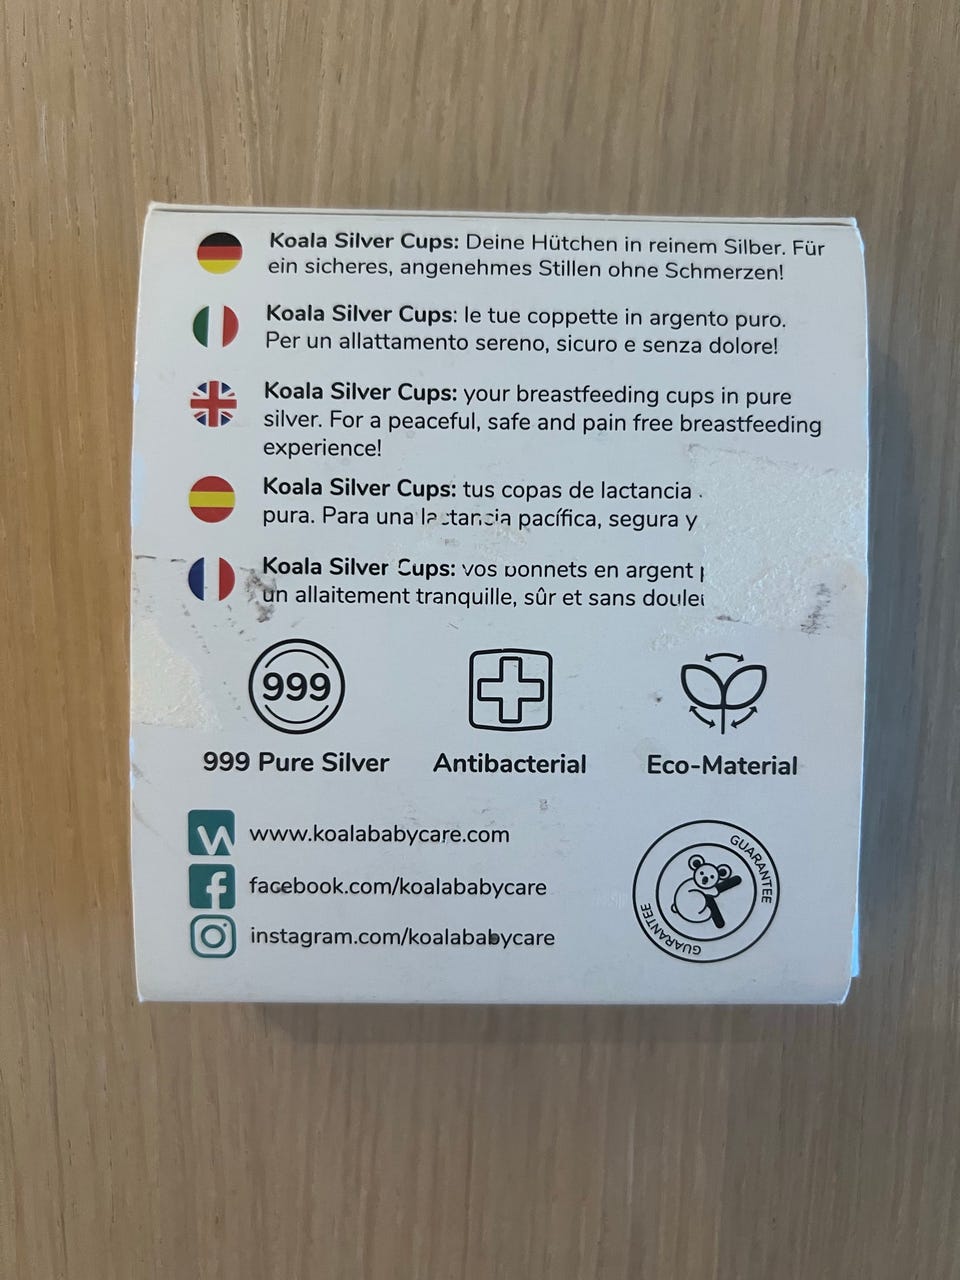 Koala Silver Cups: Deine Hütchen in reinem Silber. Für
ein sicheres, angenehmes Stillen ohne Schmerzen!
Koala Silver Cups: le tue coppette in argento puro.
Per un allattamento sereno, sicuro e senza dolore!
Koala Silver Cups: your breastfeeding cups in pure
silver. For a peaceful, safe and pain free breastfeeding
experience!
Koala Silver Cups: tus copas de lactancia
pura. Para una lactancia pacífica, segura y
Koala Silver Cups: vos bonnets en argent
un allaitement tranquille, sûr et sans
999
999 Pure Silver
Antibacterial
Eco-Material
www.koalababycare.com
facebook.com/koalababycare
instagram.com/koalababycare
GUARANTEE
GUARANTEE